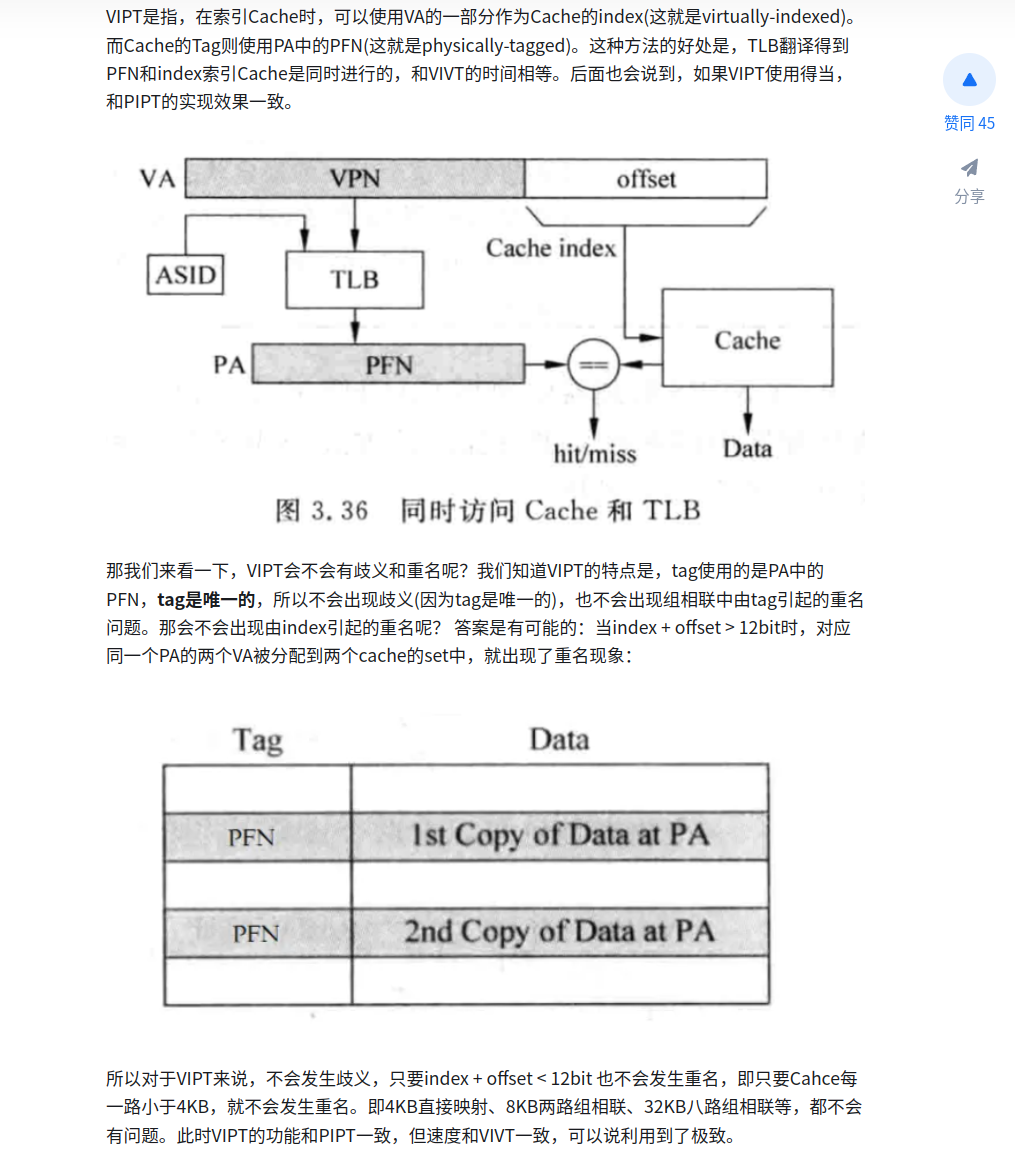 VIPT是指，在索引Cache时，可以使用VA的一部分作为Cache的index(这就是virtually-indexed)。
而Cache的Tag则使用PA中的PFN(这就是physically-tagged)。这种方法的好处是，TLB翻译得到
PFN和index索引Cache是同时进行的，和VIVT的时间相等。后面也会说到，如果VIPT使用得当，
和PIPT的实现效果一致。
赞同 45
分享
VA
VPN
offset
Cache index
ASID
TLB
Cache
PA
PFN
==
hit/miss
Data
图 3.36 同时访问 Cache 和 TLB
那我们来看一下，VIPT会不会有歧义和重名呢？我们知道VIPT的特点是，tag使用的是PA中的
PFN，tag是唯一的，所以不会出现歧义(因为tag是唯一的)，也不会出现组相联中由tag引起的重名
问题。那会不会出现由index引起的重名呢？ 答案是有可能的：当index + offset > 12bit时，对应
同一个PA的两个VA被分配到两个cache的set中，就出现了重名现象：
Tag Data
PFN 1st Copy of Data at PA
PFN 2nd Copy of Data at PA
所以对于VIPT来说，不会发生歧义，只要index + offset < 12bit 也不会发生重名，即只要Cahce每
一路小于4KB，就不会发生重名。即4KB直接映射、8KB两路组相联、32KB八路组相联等，都不会
有问题。此时VIPT的功能和PIPT一致，但速度和VIVT一致，可以说利用到了极致。